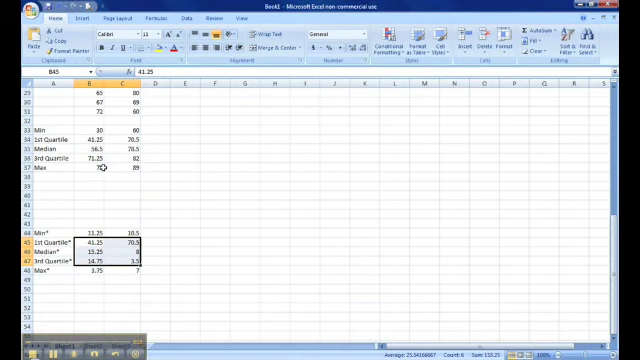 Book1 - Microsoft Excel non-commercial use
Home Insert Page Layout Formulas Data Review View
Cut
Copy
Format Painter
Paste
Clipboard
Calibri 11
Font
Wrap Text
Merge & Center
Alignment
General
Number
Conditional Formatting
Format as Table
Cell Styles
Styles
Insert Delete Format
Cells
AutoSum
Fill
Clear
Sort & Filter
Find & Select
Editing
B45 fx 41.25
A B C D E F G H I J K L M N O P Q R S
29 65 80
30 67 69
31 72 60
32
33 Min 30 60
34 1st Quartile 41.25 70.5
35 Median 56.5 78.5
36 3rd Quartile 71.25 82
37 Max 89
38
39
40
41
42
43
44 Min* 11.25 10.5
45 1st Quartile* 41.25 70.5
46 Median* 15.25 8
47 3rd Quartile* 14.75 3.5
48 Max* 3.75 7
49
50
51
52
53
54
Sheet1 Sheet2 Sheet3
Average: 25.54166667 Count: 6 Sum: 153.25 100%